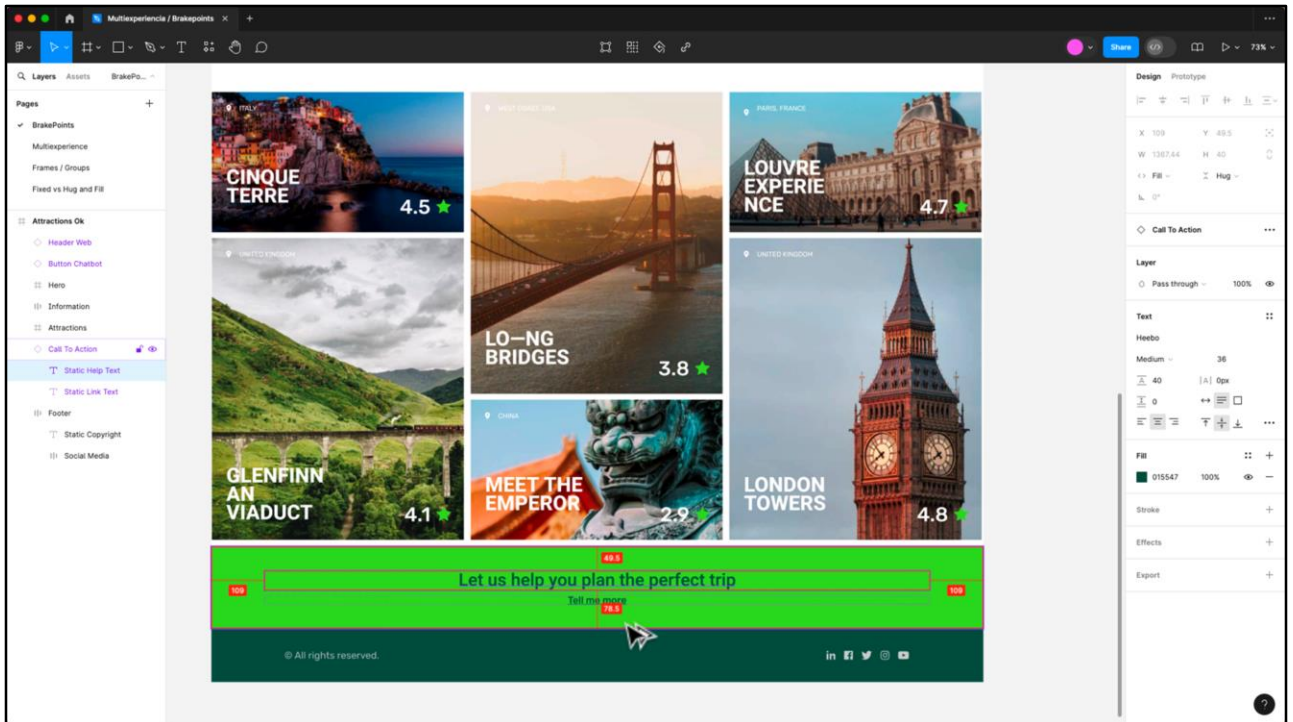 Multiexperiencia / Brakepoints
Share
73%
Layers
Assets
BrakePo...
Pages
BrakePoints
Multiexperience
Frames / Groups
Fixed vs Hug and Fill
Attractions Ok
Header Web
Button Chatbot
Hero
Information
Attractions
Call To Action
Static Help Text
Static Link Text
Footer
Static Copyright
Social Media
ITALY
CINQUE
TERRE
4.5
WEST COAST, USA
LO—NG
BRIDGES
3.8
PARIS, FRANCE
LOUVRE
EXPERIE
NCE
4.7
UNITED KINGDOM
GLENFINN
AN
VIADUCT
4.1
CHINA
MEET THE
EMPEROR
2.9
UNITED KINGDOM
LONDON
TOWERS
4.8
49.5
Let us help you plan the perfect trip
109
109
Tell me more
78.5
© All rights reserved.
Design
Prototype
X 109 Y 49.5
W 1367.44 H 40
Fill Hug
0°
Call To Action
Layer
Pass through 100%
Text
Heebo
Medium 36
40 0px
0
Fill
015547 100%
Stroke
Effects
Export
?